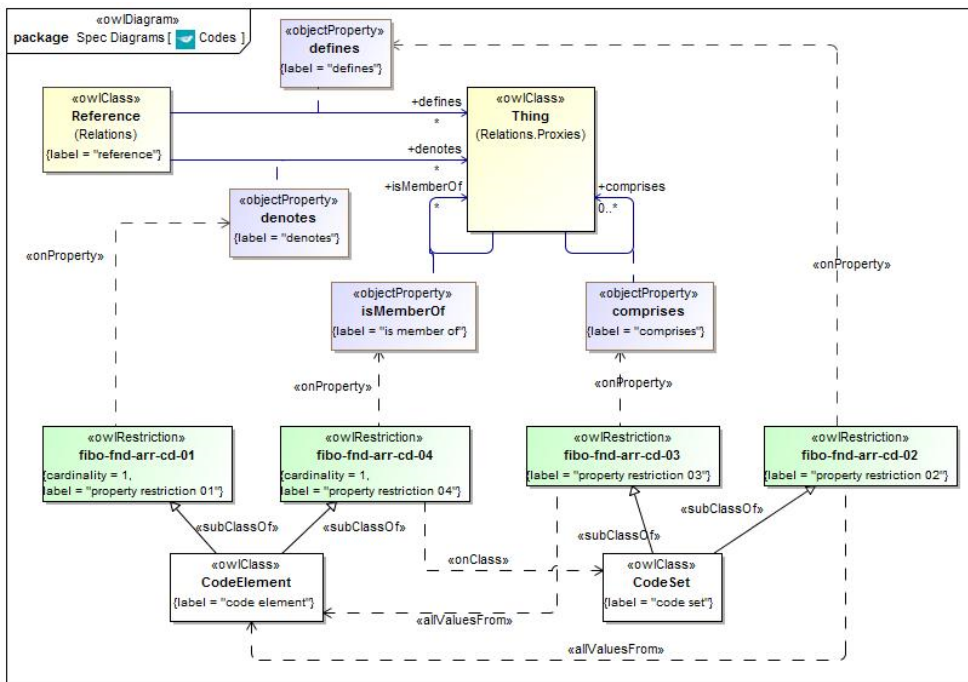 «owlDiagram»
package Spec Diagrams [ Codes ]
«objectProperty»
defines
{label = "defines"}
«owlClass»
Reference
(Relations)
{label = "reference"}
+defines
*
«owlClass»
Thing
(Relations.Proxies)
+denotes
*
+isMemberOf
*
+comprises
0..*
«objectProperty»
denotes
{label = "denotes"}
«onProperty»
«onProperty»
«objectProperty»
isMemberOf
{label = "is member of"}
«objectProperty»
comprises
{label = "comprises"}
«onProperty»
«onProperty»
«owlRestriction»
fibo-fnd-arr-cd-01
{cardinality = 1,
label = "property restriction 01"}
«owlRestriction»
fibo-fnd-arr-cd-04
{cardinality = 1,
label = "property restriction 04"}
«owlRestriction»
fibo-fnd-arr-cd-03
{label = "property restriction 03"}
«owlRestriction»
fibo-fnd-arr-cd-02
{label = "property restriction 02"}
«subClassOf»
«subClassOf»
«subClassOf»
«subClassOf»
«onClass»
«owlClass»
CodeElement
{label = "code element"}
«owlClass»
CodeSet
{label = "code set"}
«allValuesFrom»
«allValuesFrom»